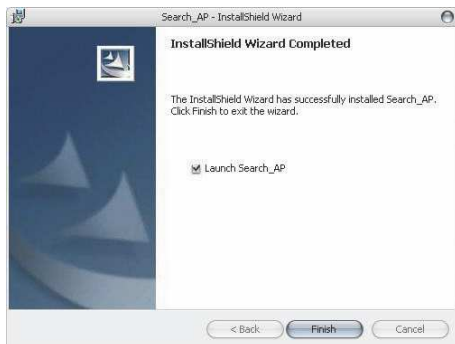 Search_AP - InstallShield Wizard
InstallShield Wizard Completed
The InstallShield Wizard has successfully installed Search_AP.
Click Finish to exit the wizard.
Launch Search_AP
< Back
Finish
Cancel